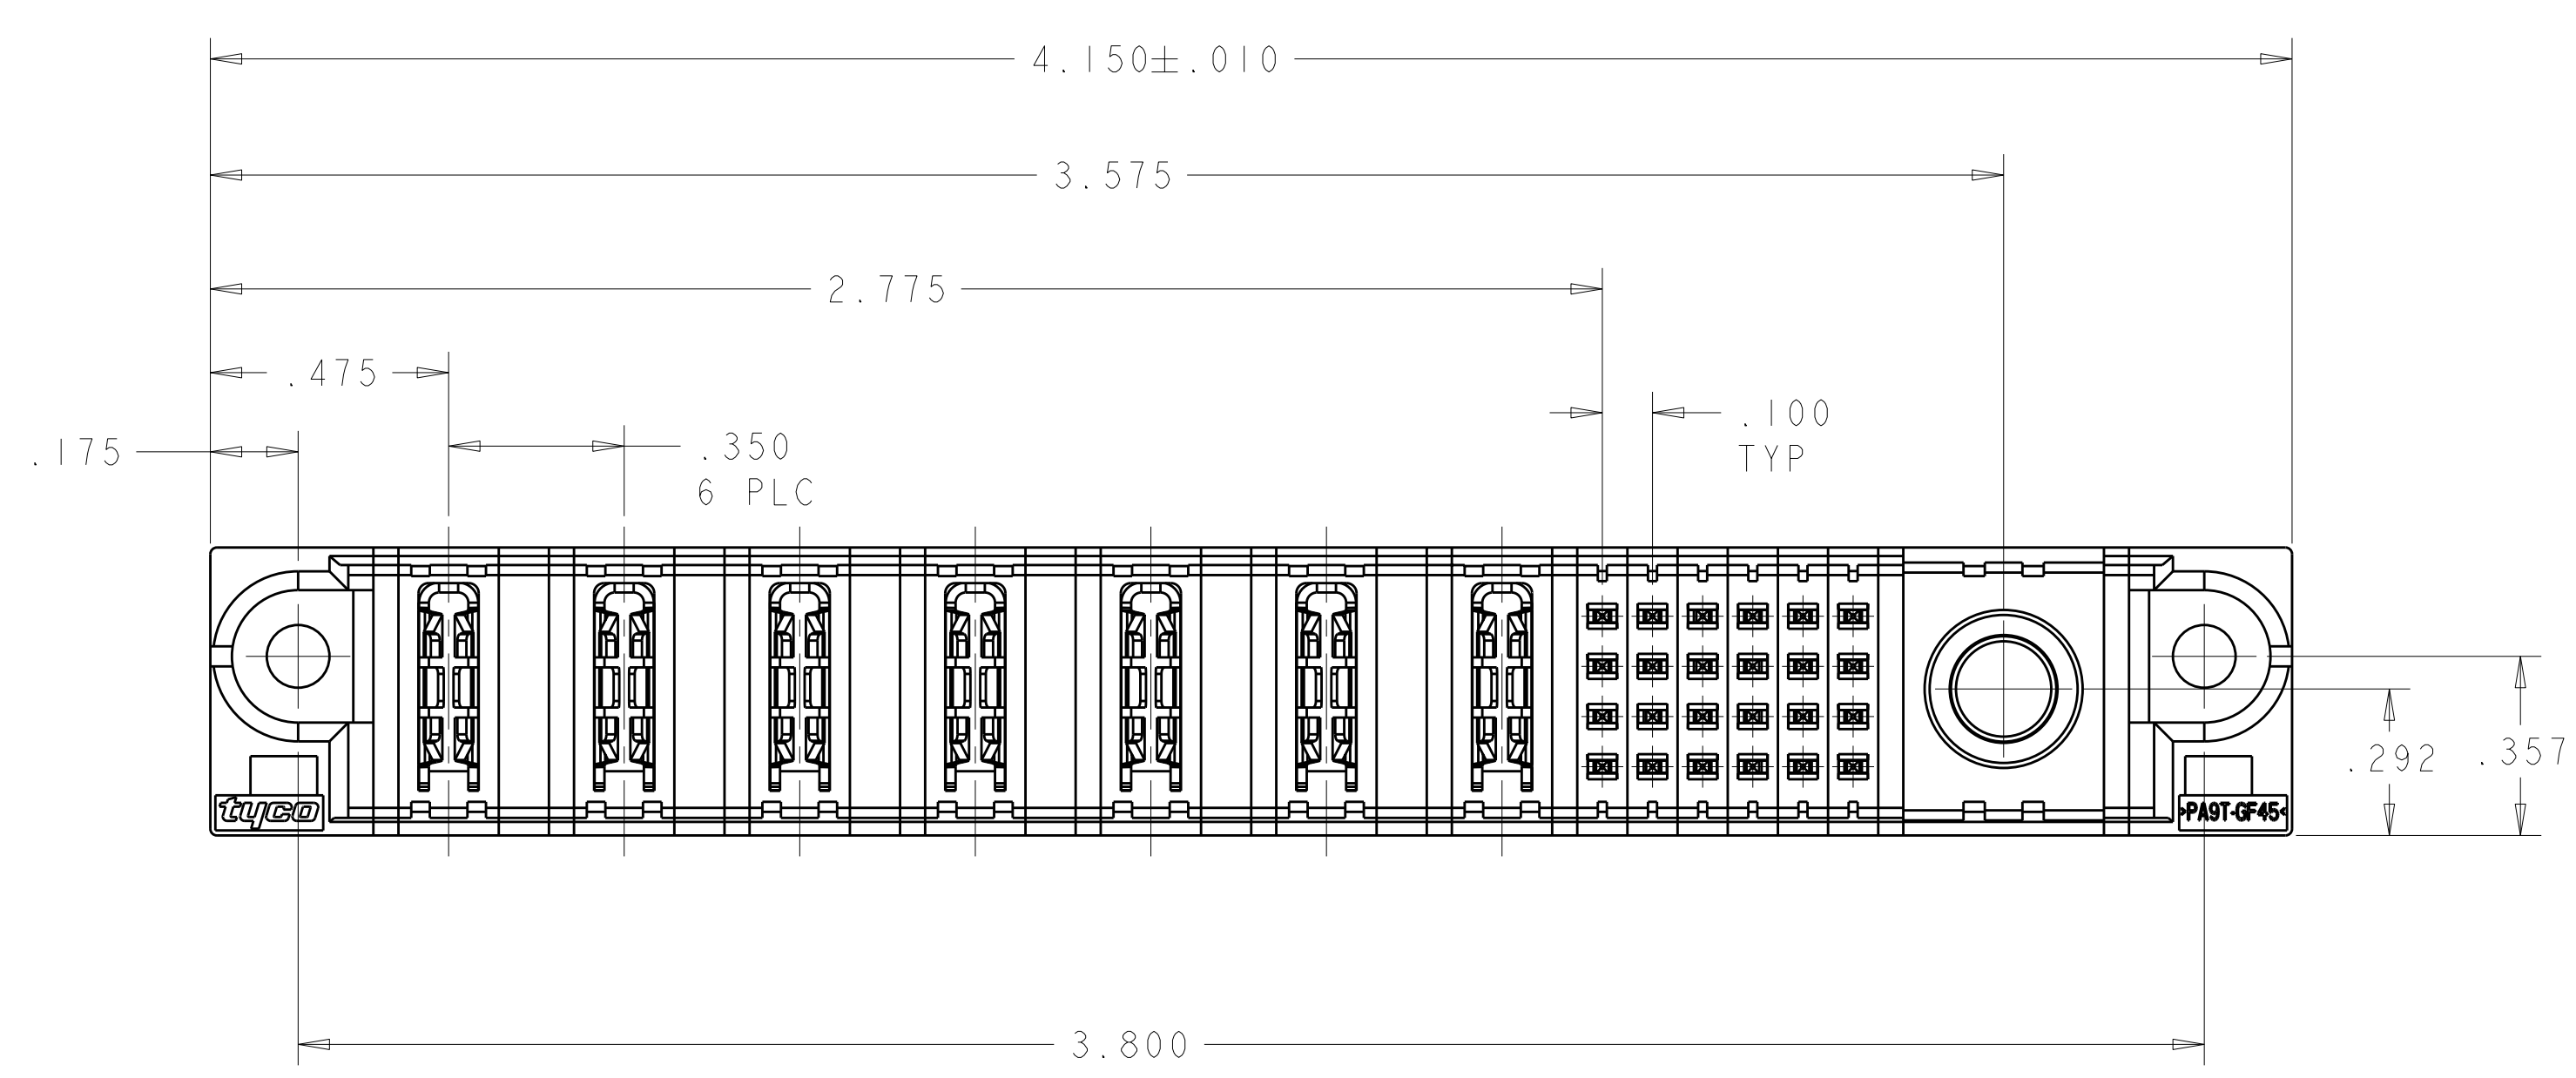 4.150±.010
3.575
2.775
.475
.100
TYP
.175
.350
6 PLC
.292
.357
tyco
>PA9T-GF45<
3.800